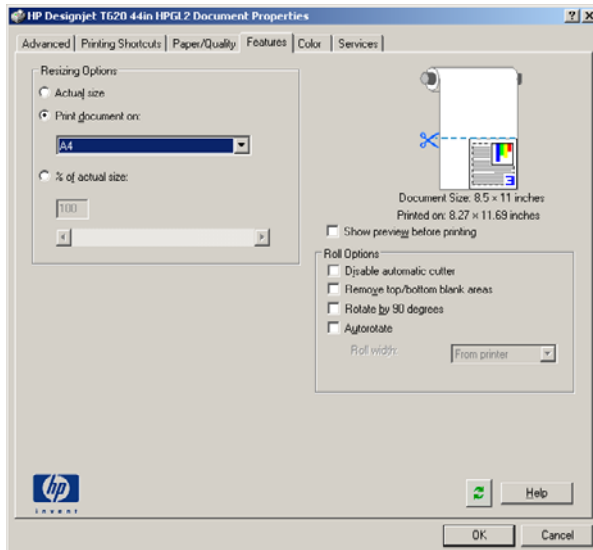 HP Designjet T620 44in HPGL2 Document Properties
Advanced
Printing Shortcuts
Paper/Quality
Features
Color
Services
Resizing Options
Actual size
Print document on:
A4
% of actual size:
100
Document Size: 8.5 × 11 inches
Printed on: 8.27 × 11.69 inches
Show preview before printing
Roll Options
Disable automatic cutter
Remove top/bottom blank areas
Rotate by 90 degrees
Autorotate
Roll width:
From printer
hp
invent
Help
OK
Cancel